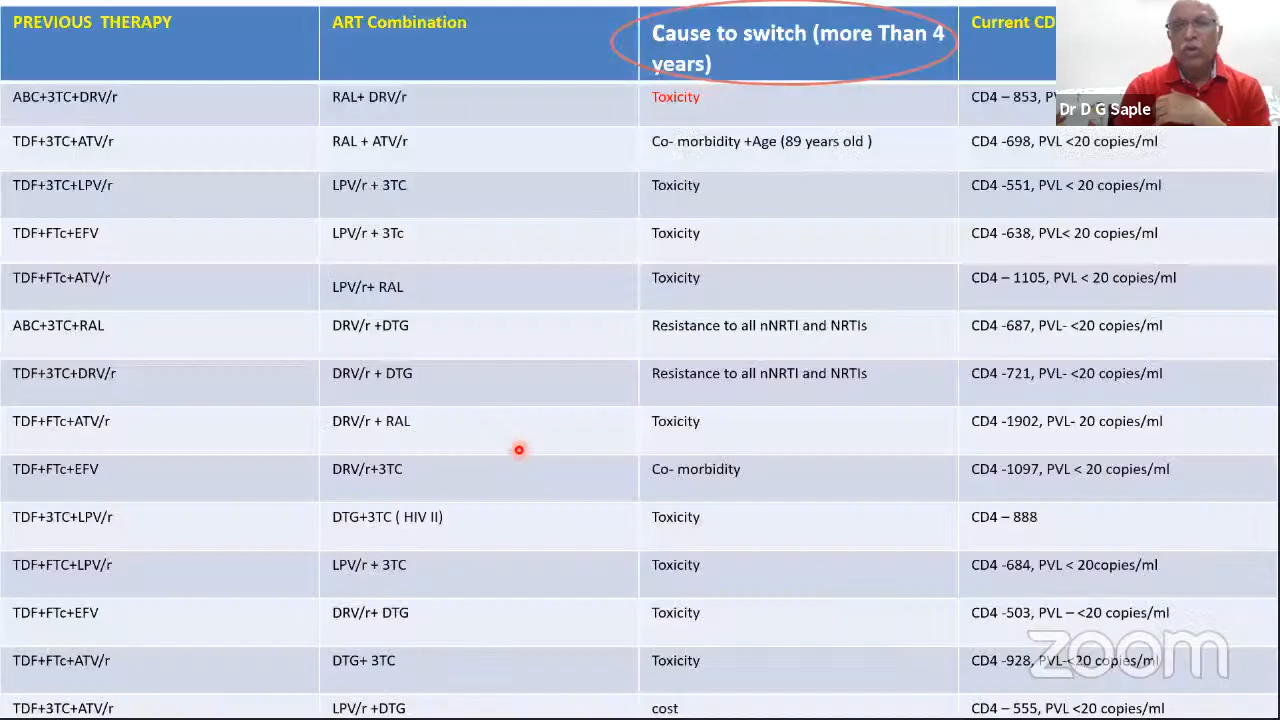 PREVIOUS THERAPY	ART Combination	Cause to switch (more Than 4 years)	Current CD
ABC+3TC+DRV/r	RAL+ DRV/r	Toxicity	CD4 – 853,
Dr D G Saple
TDF+3TC+ATV/r	RAL + ATV/r	Co- morbidity +Age (89 years old )	CD4 -698, PVL <20 copies/ml
TDF+3TC+LPV/r	LPV/r + 3TC	Toxicity	CD4 -551, PVL < 20 copies/ml
TDF+FTc+EFV	LPV/r + 3Tc	Toxicity	CD4 -638, PVL< 20 copies/ml
TDF+FTc+ATV/r	LPV/r+ RAL	Toxicity	CD4 – 1105, PVL < 20 copies/ml
ABC+3TC+RAL	DRV/r +DTG	Resistance to all nNRTI and NRTIs	CD4 -687, PVL- <20 copies/ml
TDF+3TC+DRV/r	DRV/r + DTG	Resistance to all nNRTI and NRTIs	CD4 -721, PVL- <20 copies/ml
TDF+FTc+ATV/r	DRV/r + RAL	Toxicity	CD4 -1902, PVL- 20 copies/ml
TDF+FTc+EFV	DRV/r+3TC	Co- morbidity	CD4 -1097, PVL < 20 copies/ml
TDF+3TC+LPV/r	DTG+3TC ( HIV II)	Toxicity	CD4 – 888
TDF+FTC+LPV/r	LPV/r + 3TC	Toxicity	CD4 -684, PVL < 20copies/ml
TDF+FTc+EFV	DRV/r+ DTG	Toxicity	CD4 -503, PVL – <20 copies/ml
TDF+FTc+ATV/r	DTG+ 3TC	Toxicity	CD4 -928, PVL-<20 copies/ml
zoom
TDF+3TC+ATV/r	LPV/r +DTG	cost	CD4 – 555, PVL <20 copies/ml